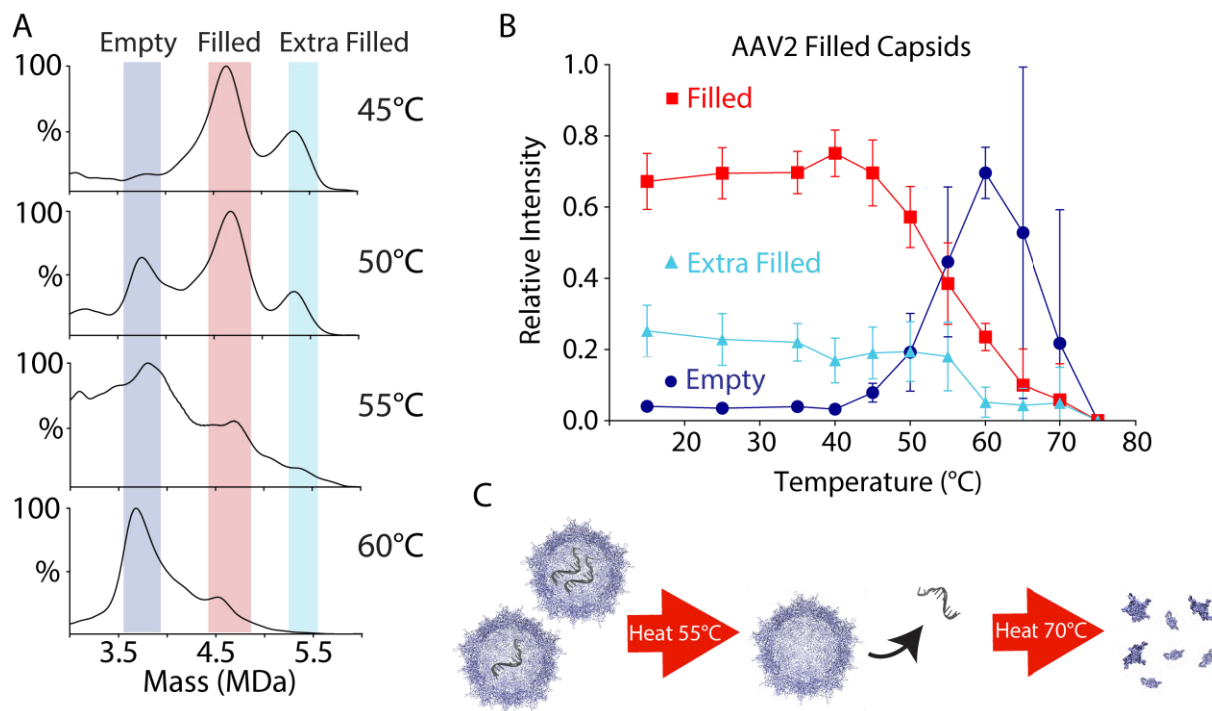 A
Empty Filled Extra Filled
100
%
45°C
100
%
50°C
100
%
55°C
100
%
60°C
3.5 4.5 5.5
Mass (MDa)
B
AAV2 Filled Capsids
1.0
0.8
0.6
0.4
0.2
0.0
Relative Intensity
Filled
Extra Filled
Empty
20 30 40 50 60 70 80
Temperature (°C)
C
Heat 55°C
Heat 70°C